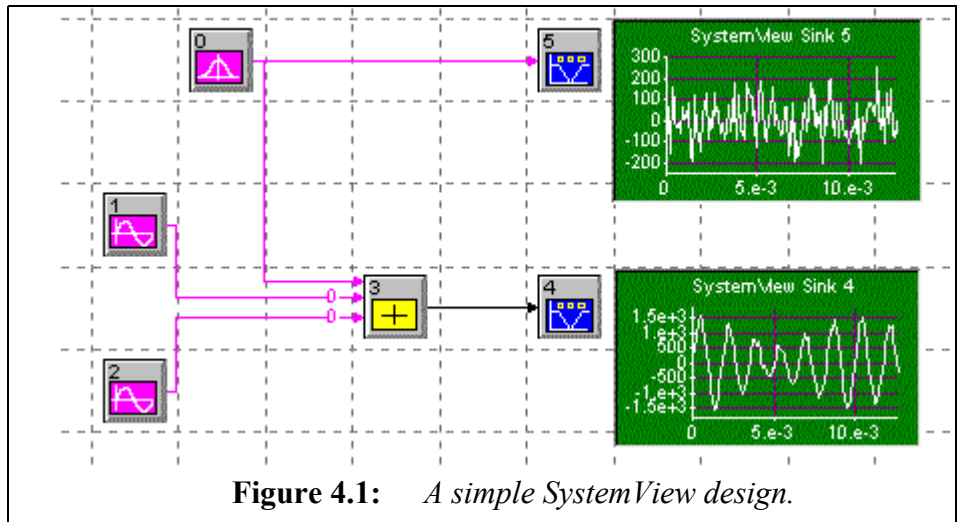 0
5
SystemView Sink 5
300
200
100
0
-100
-200
0 5.e-3 10.e-3
1
2
0
0
3
4
SystemView Sink 4
1.5e+3
1.e+3
500
0
-500
-1.e+3
-1.5e+3
0 5.e-3 10.e-3
Figure 4.1: A simple SystemView design.